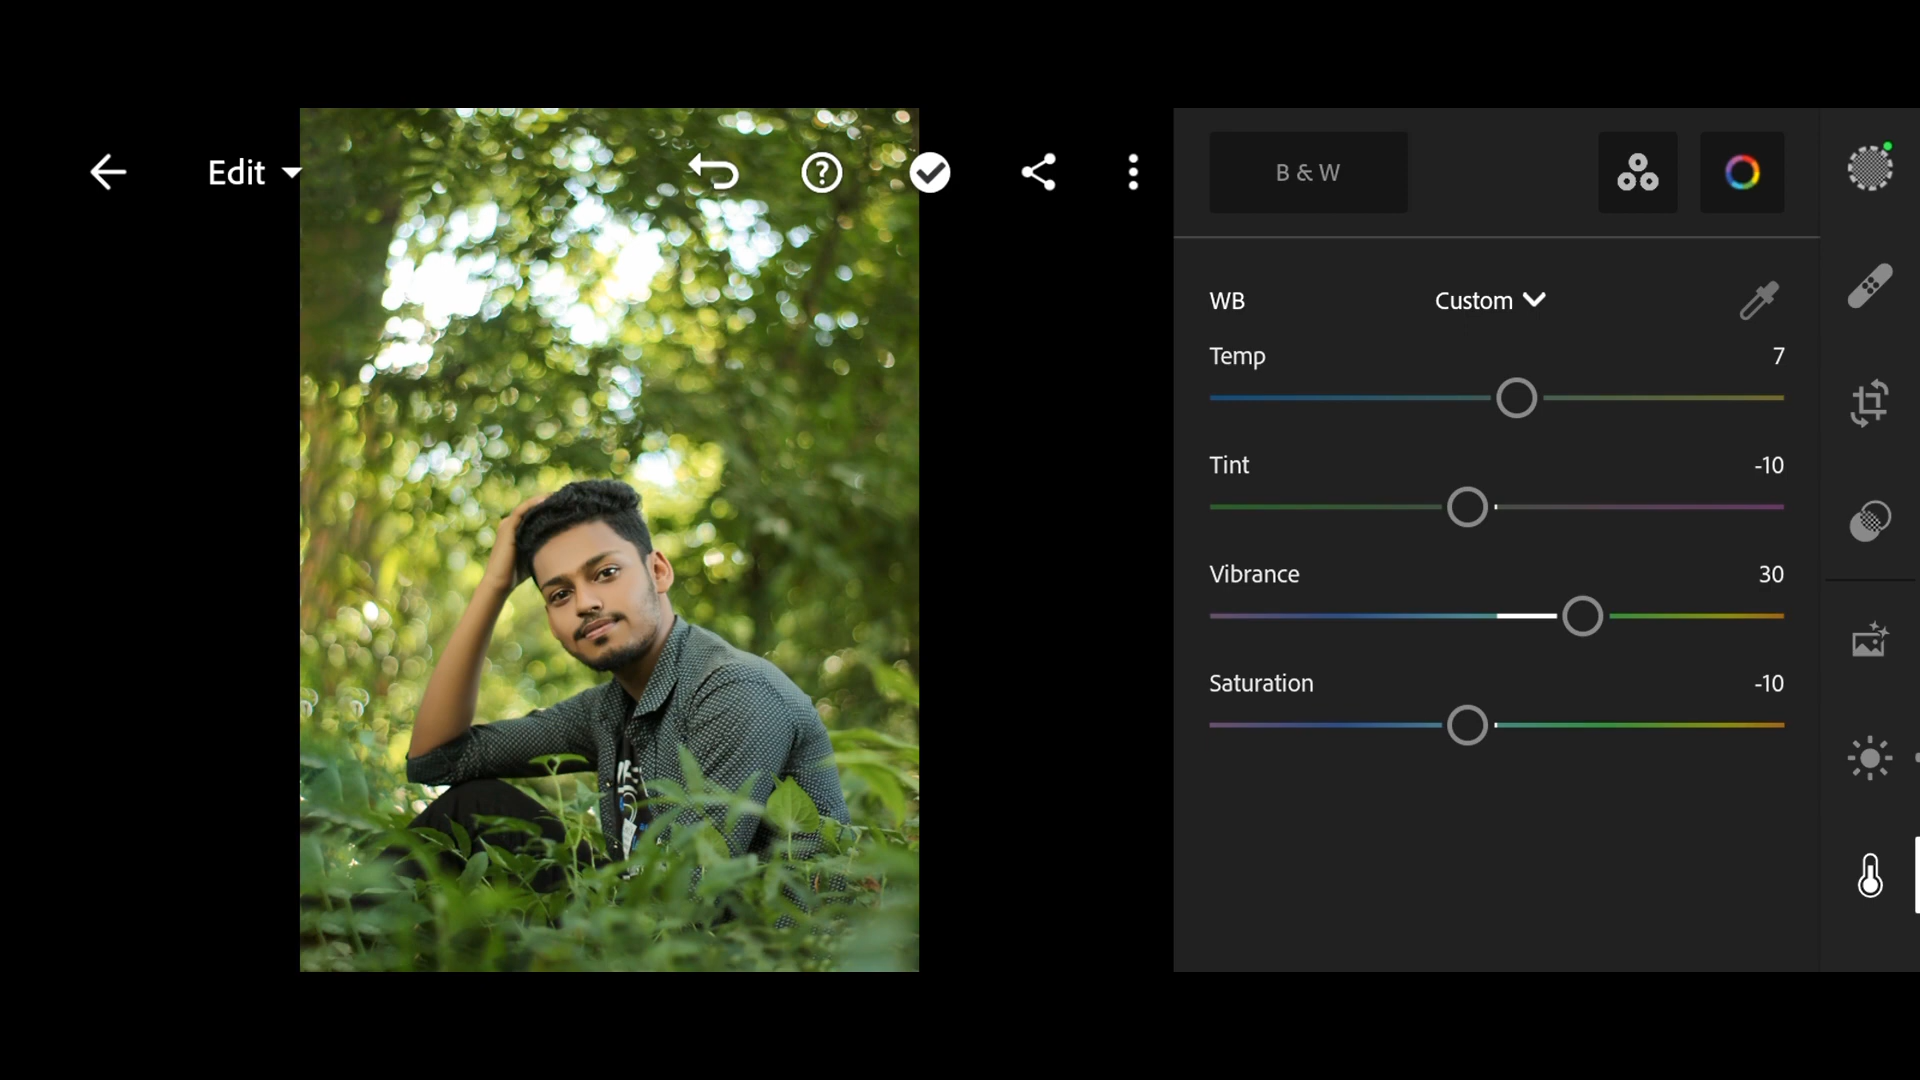 Edit
B & W
WB Custom
Temp 7
Tint -10
Vibrance 30
Saturation -10